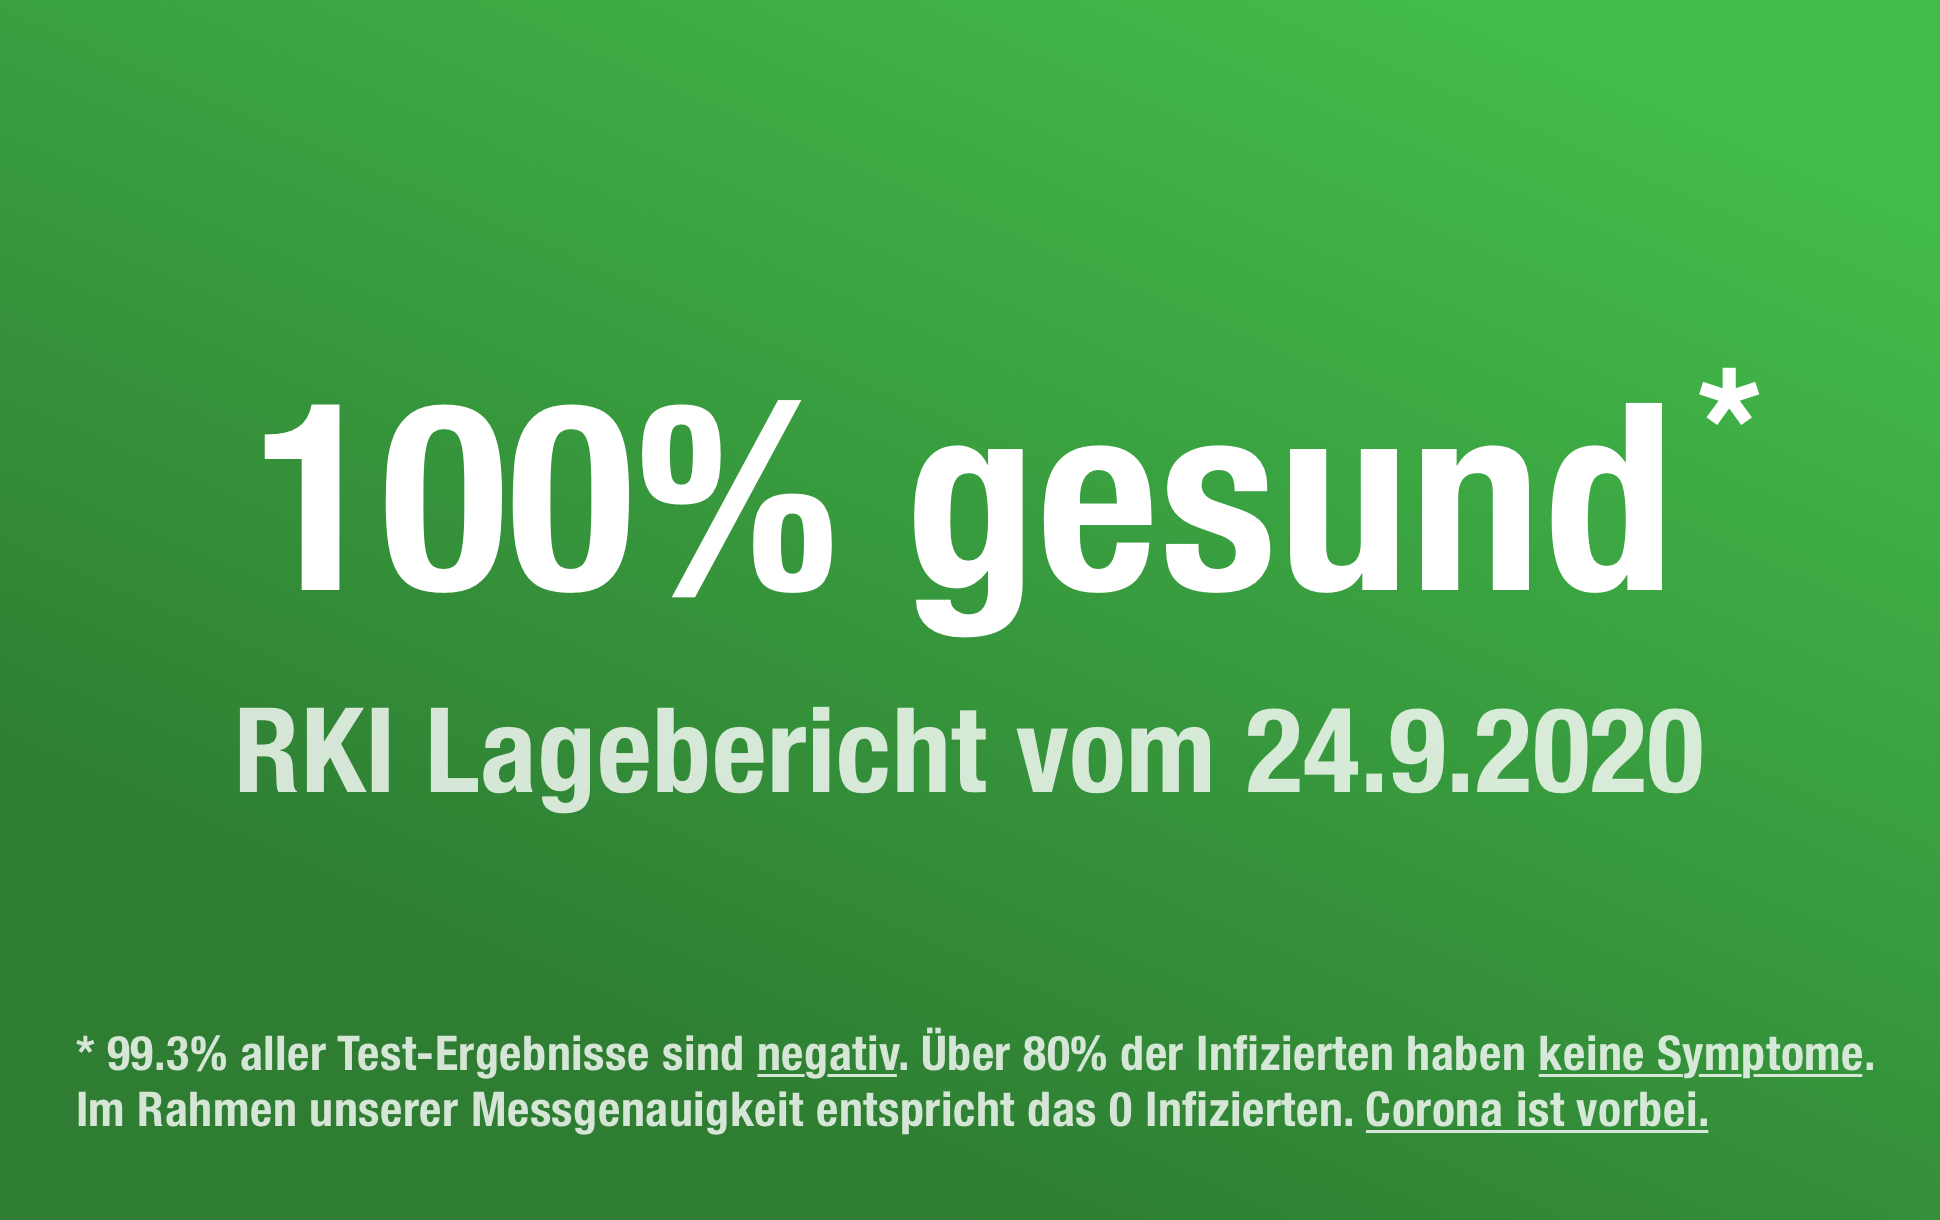 100% gesund*
RKI Lagebericht vom 24.9.2020
* 99.3% aller Test-Ergebnisse sind negativ. Über 80% der Infizierten haben keine Symptome.
Im Rahmen unserer Messgenauigkeit entspricht das 0 Infizierten. Corona ist vorbei.